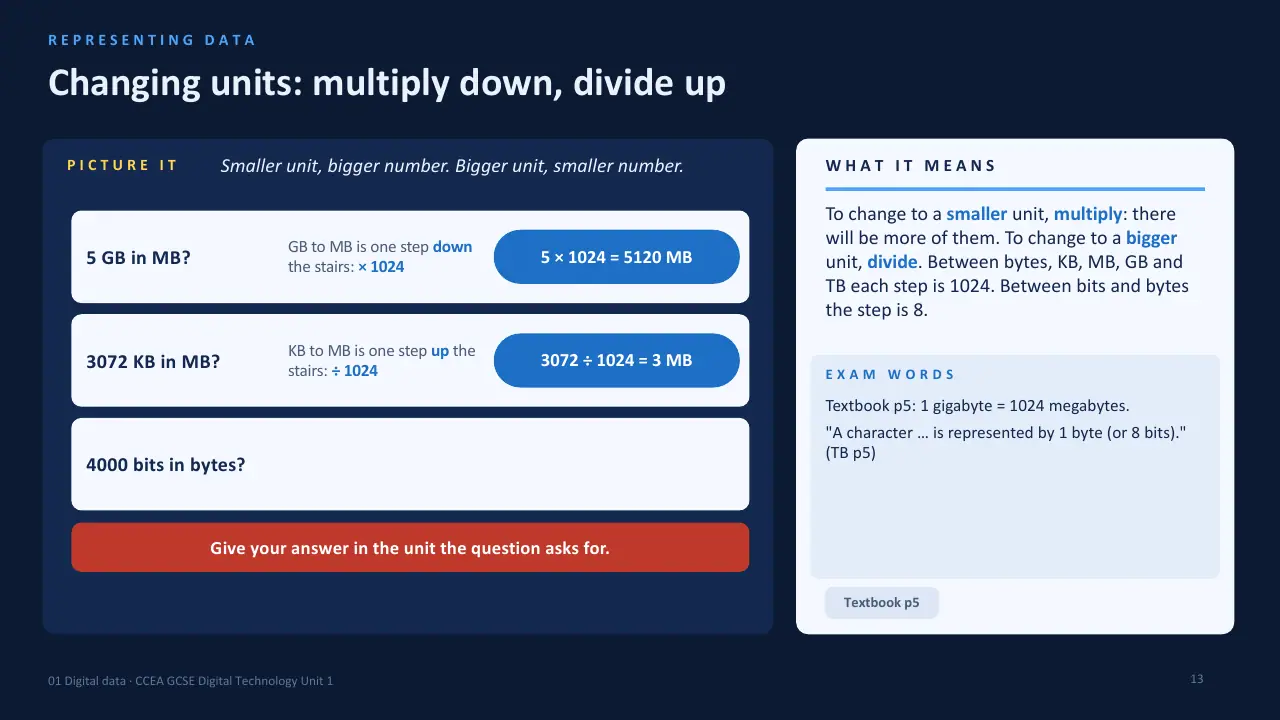 REPRESENTING DATA
Changing units: multiply down, divide up
PICTURE IT
Smaller unit, bigger number. Bigger unit, smaller number.
5 GB in MB?
GB to MB is one step down
the stairs: × 1024
5 × 1024 = 5120 MB
3072 KB in MB?
KB to MB is one step up the
stairs: ÷ 1024
3072 ÷ 1024 = 3 MB
4000 bits in bytes?
Give your answer in the unit the question asks for.
WHAT IT MEANS
To change to a smaller unit, multiply: there
will be more of them. To change to a bigger
unit, divide. Between bytes, KB, MB, GB and
TB each step is 1024. Between bits and bytes
the step is 8.
EXAM WORDS
Textbook p5: 1 gigabyte = 1024 megabytes.
"A character … is represented by 1 byte (or 8 bits)."
(TB p5)
Textbook p5
01 Digital data · CCEA GCSE Digital Technology Unit 1
13